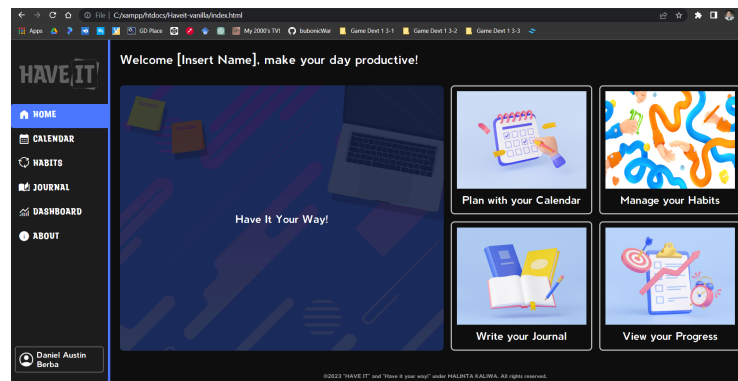 File | C:/xampp/htdocs/Haveit-vanilla/index.html
Apps GD Place My 2000's TV! bubonicWar Game Devt 1 3-1 Game Devt 1 3-2 Game Devt 1 3-3
HAVE IT
Welcome [Insert Name], make your day productive!
HOME
CALENDAR
HABITS
JOURNAL
DASHBOARD
ABOUT
Have It Your Way!
Plan with your Calendar
Manage your Habits
Write your Journal
View your Progress
Daniel Austin
Berba
©2023 "HAVE IT" and "Have it your way!" under MALINTA KALIWA. All rights reserved.